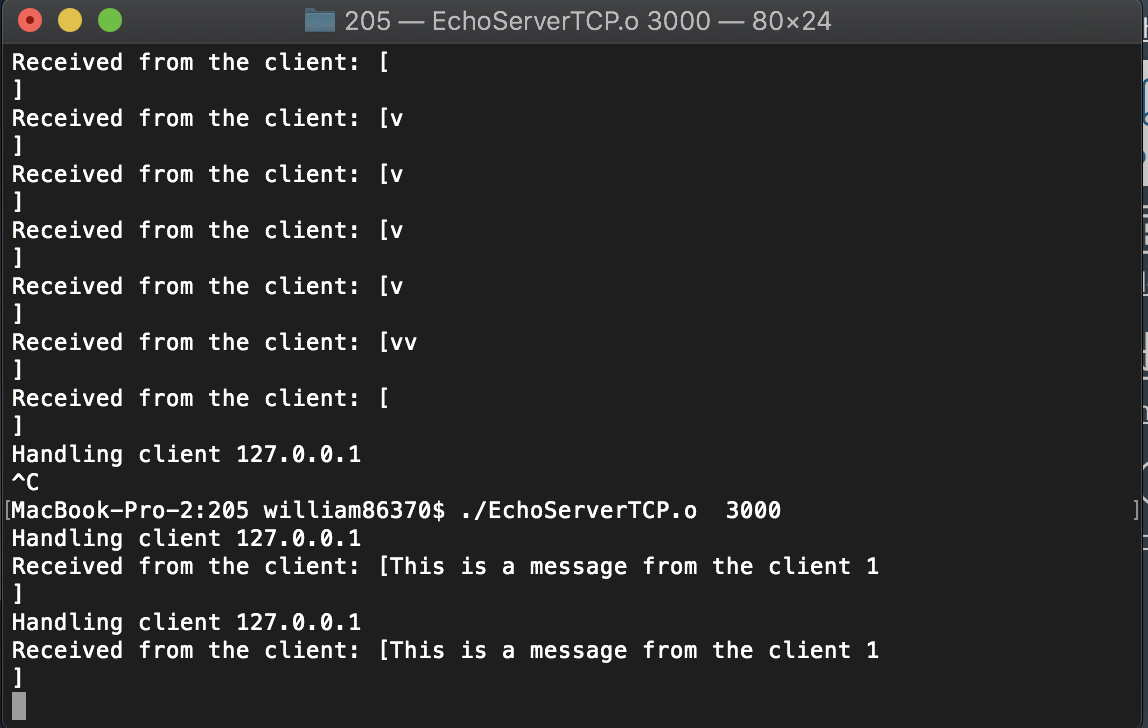 205 — EchoServerTCP.o 3000 — 80×24
Received from the client: [
]
Received from the client: [v
]
Received from the client: [v
]
Received from the client: [v
]
Received from the client: [v
]
Received from the client: [vv
]
Received from the client: [
]
Handling client 127.0.0.1
^C
[MacBook-Pro-2:205 william86370$ ./EchoServerTCP.o  3000 ]
Handling client 127.0.0.1
Received from the client: [This is a message from the client 1
]
Handling client 127.0.0.1
Received from the client: [This is a message from the client 1
]